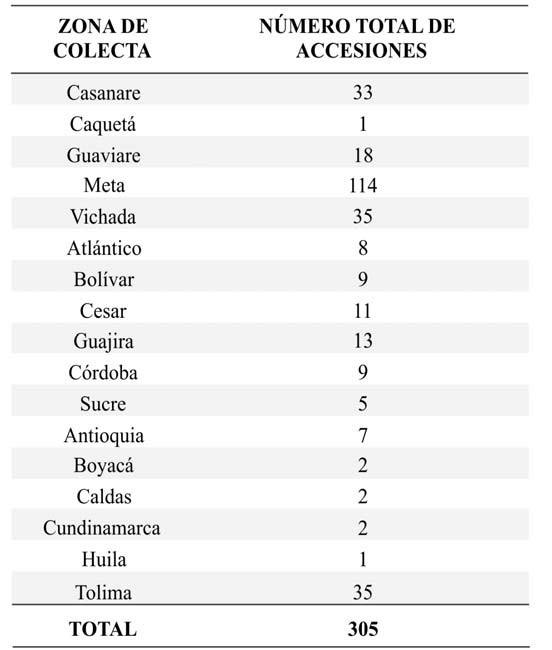 ZONA DE COLECTA NÚMERO TOTAL DE ACCESIONES
Casanare 33
Caquetá 1
Guaviare 18
Meta 114
Vichada 35
Atlántico 8
Bolívar 9
Cesar 11
Guajira 13
Córdoba 9
Sucre 5
Antioquia 7
Boyacá 2
Caldas 2
Cundinamarca 2
Huila 1
Tolima 35
TOTAL 305